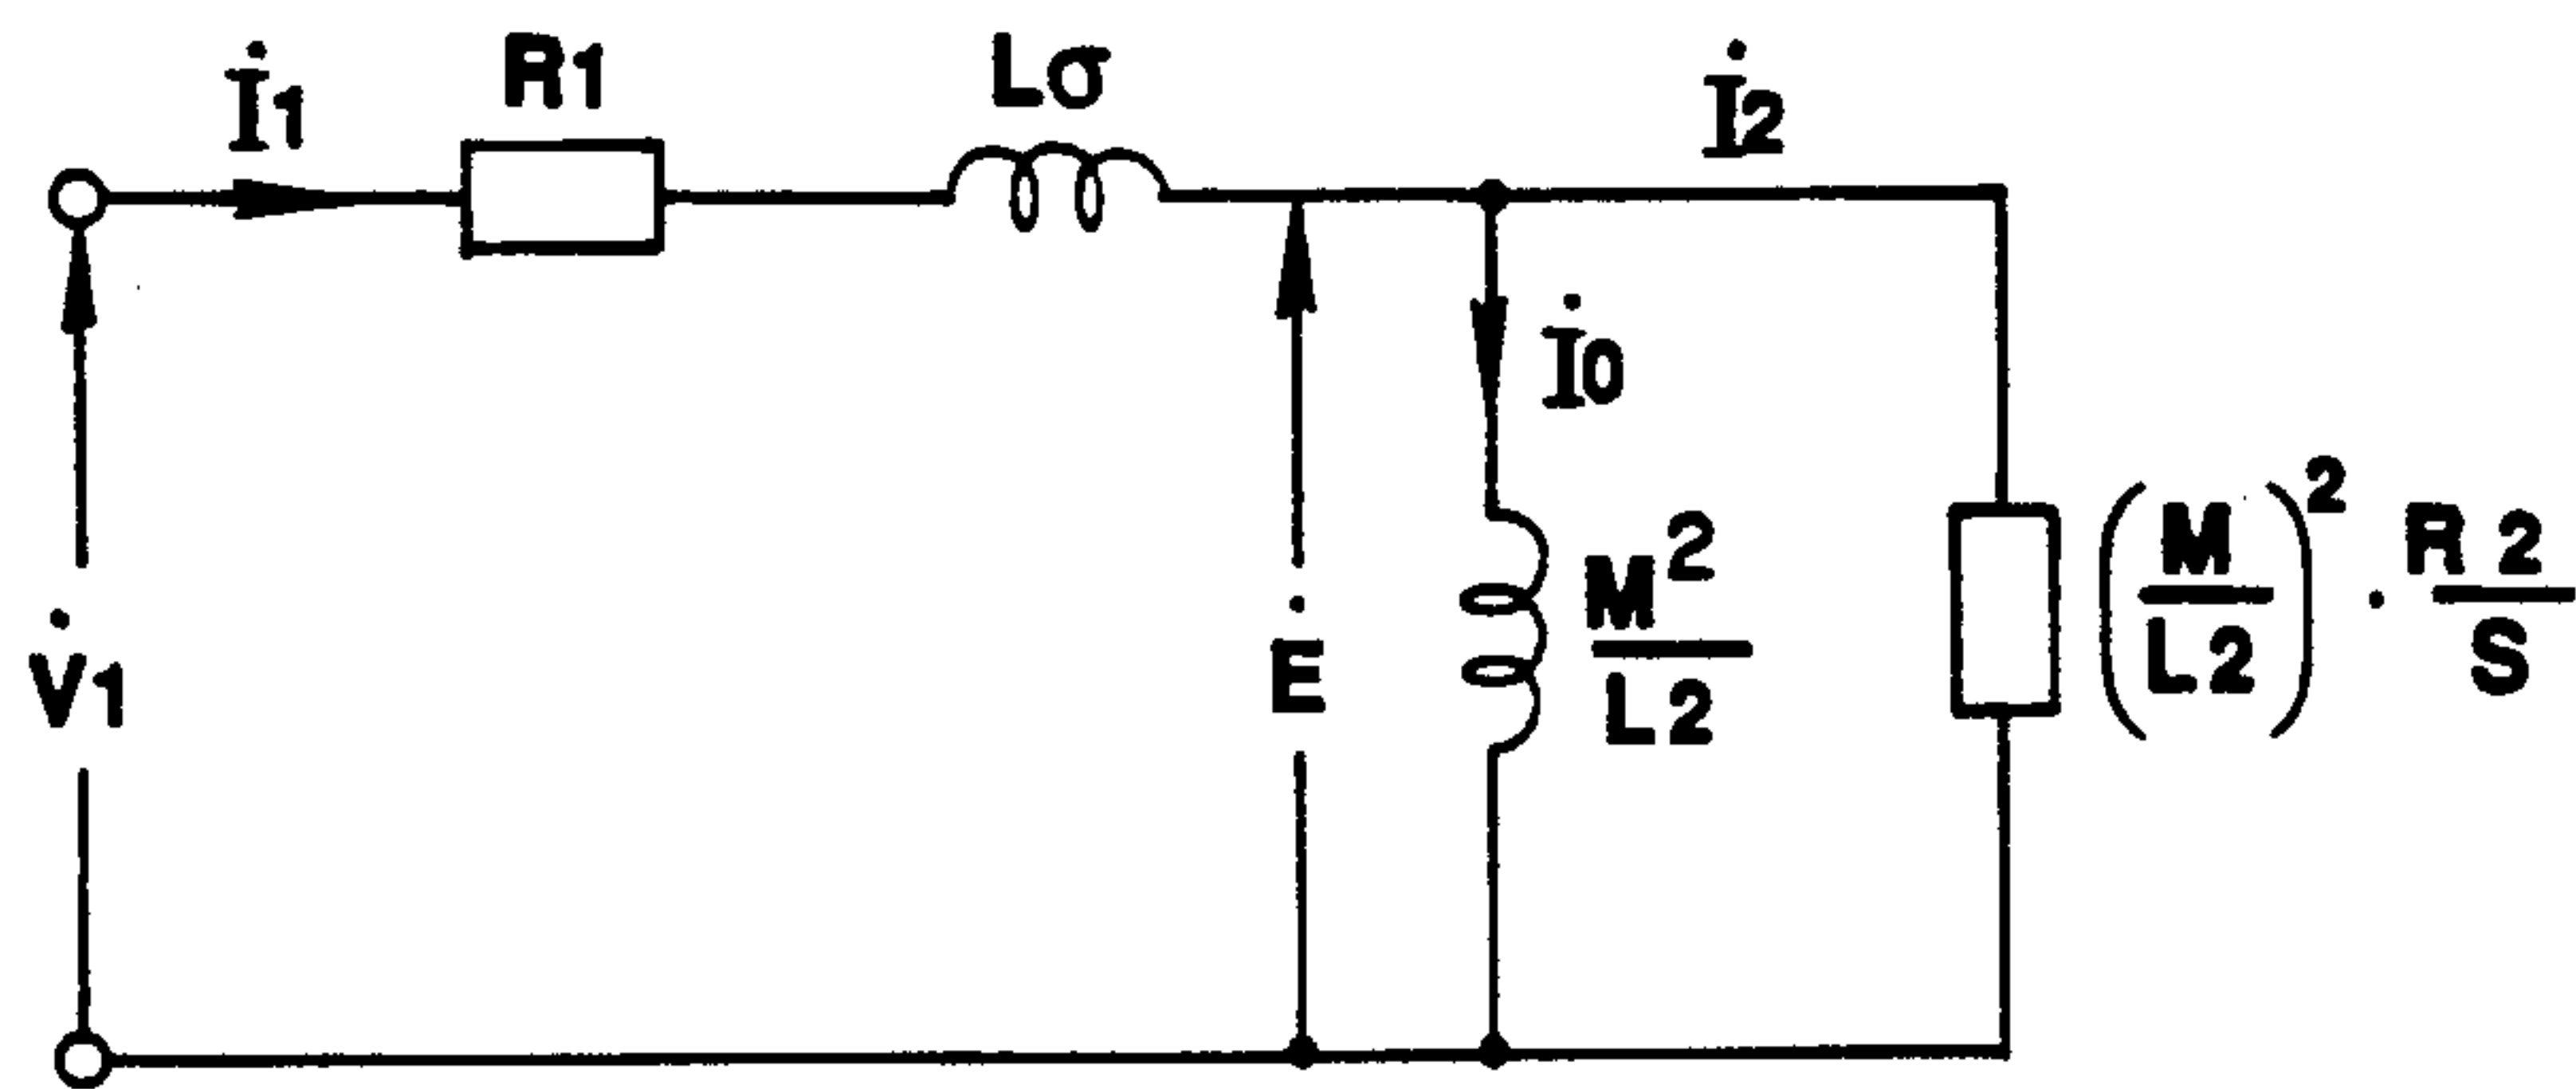 İ1
R1
Lσ
İ2
İ0
V̇1
Ė
M²/L2
(M/L2)² · R2/S